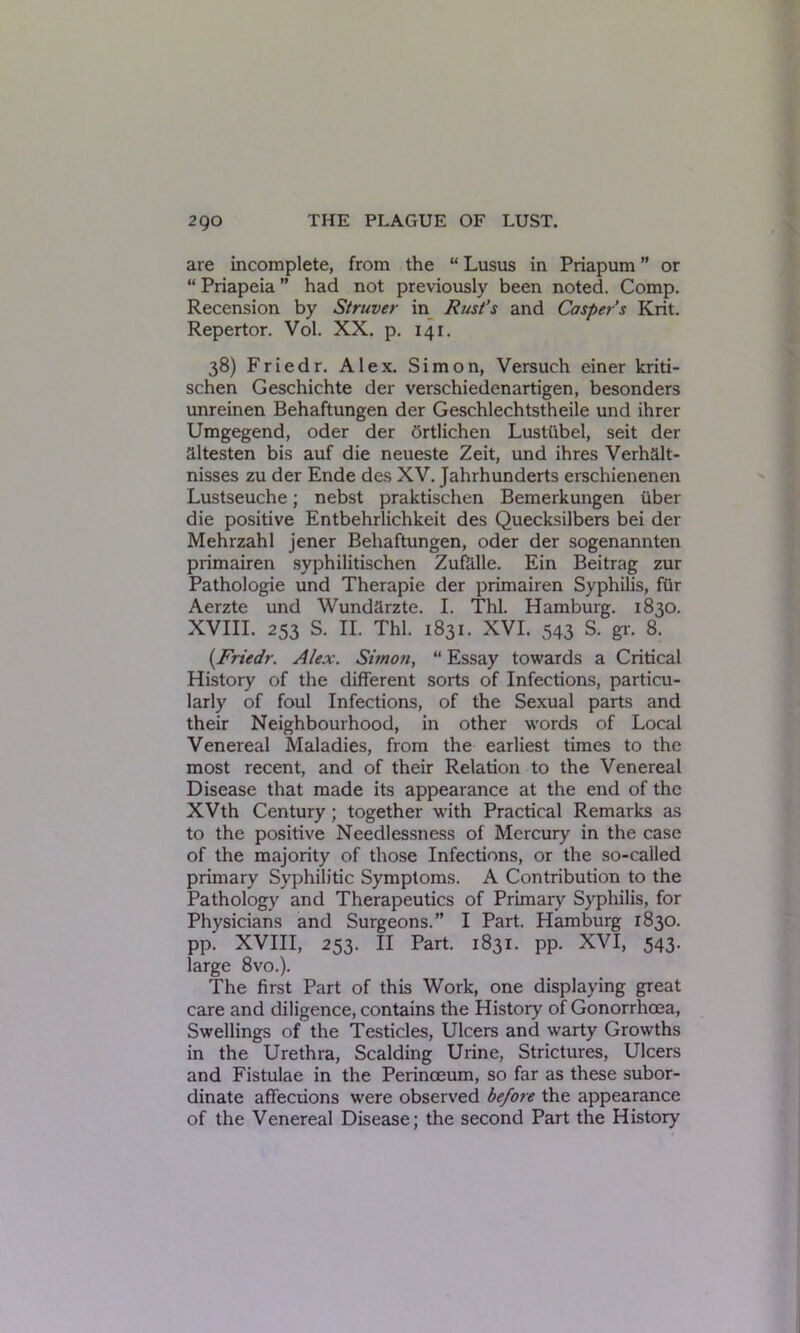 290 THE PLAGUE OF LUST.
are incomplete, from the “Lusus in Priapum” or
“Priapeia” had not previously been noted. Comp.
Recension by Struver in Rust's and Casper's Krit.
Repertor. Vol. XX. p. 141.
38) Friedr. Alex. Simon, Versuch einer kriti-
schen Geschichte der verschiedenartigen, besonders
unreinen Behaftungen der Geschlechtstheile und ihrer
Umgegend, oder der örtlichen Lustübel, seit der
ältesten bis auf die neueste Zeit, und ihres Verhält-
nisses zu der Ende des XV. Jahrhunderts erschienenen
Lustseuche; nebst praktischen Bemerkungen über
die positive Entbehrlichkeit des Quecksilbers bei der
Mehrzahl jener Behaftungen, oder der sogenannten
primairen syphilitischen Zufälle. Ein Beitrag zur
Pathologie und Therapie der primairen Syphilis, für
Aerzte und Wundärzte. I. Thl. Hamburg. 1830.
XVIII. 253 S. II. Thl. 1831. XVI. 543 S. gr. 8.
(Friedr. Alex. Simon, “Essay towards a Critical
History of the different sorts of Infections, particu-
larly of foul Infections, of the Sexual parts and
their Neighbourhood, in other words of Local
Venereal Maladies, from the earliest times to the
most recent, and of their Relation to the Venereal
Disease that made its appearance at the end of the
XVth Century; together with Practical Remarks as
to the positive Needlessness of Mercury in the case
of the majority of those Infections, or the so-called
primary Syphilitic Symptoms. A Contribution to the
Pathology and Therapeutics of Primary Syphilis, for
Physicians and Surgeons.” I Part. Hamburg 1830.
pp. XVIII, 253. II Part. 1831. pp. XVI, 543.
large 8vo.).
The first Part of this Work, one displaying great
care and diligence, contains the History of Gonorrhœa,
Swellings of the Testicles, Ulcers and warty Growths
in the Urethra, Scalding Urine, Strictures, Ulcers
and Fistulae in the Perinœum, so far as these subor-
dinate affections were observed before the appearance
of the Venereal Disease; the second Part the History